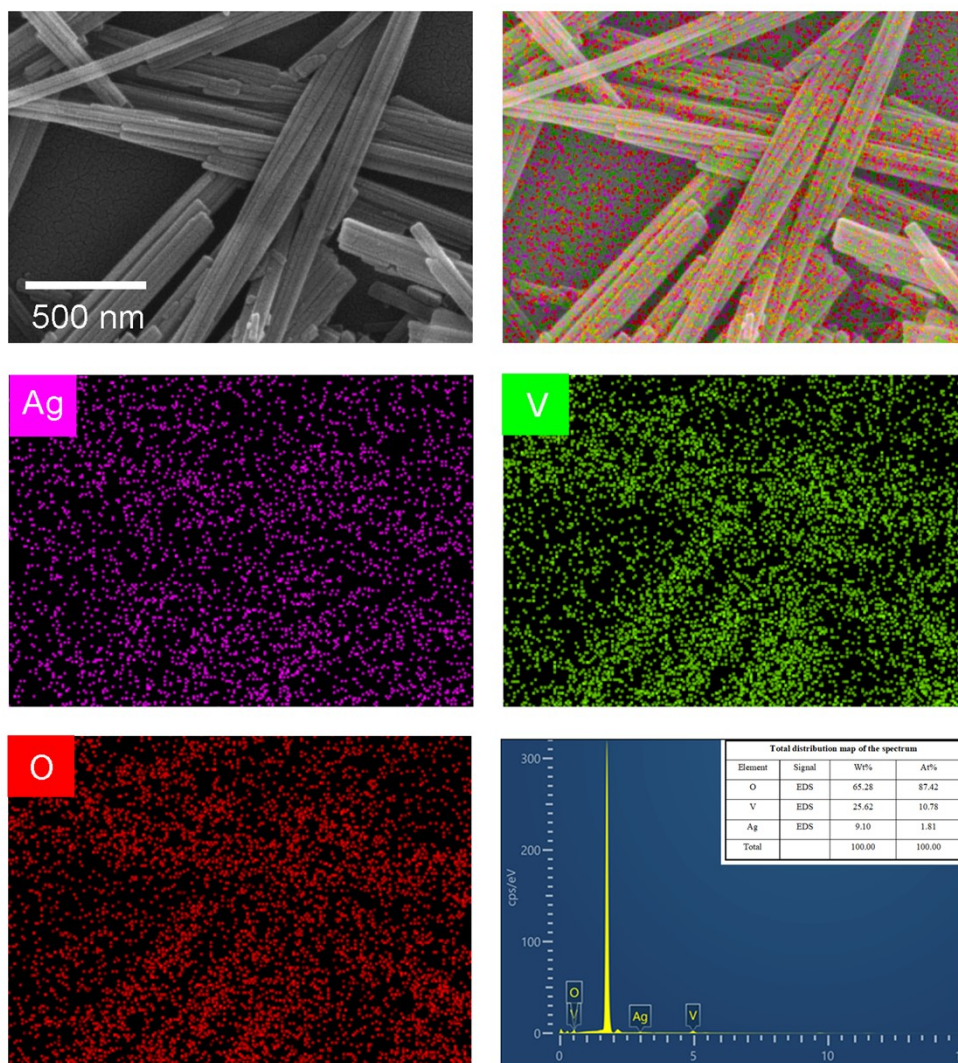 500 nm
Ag
V
O
Total distribution map of the spectrum
Element Signal Wt% At%
O EDS 65.28 87.42
V EDS 25.62 10.78
Ag EDS 9.10 1.81
Total 100.00 100.00
cps/eV
300
200
100
0
O
V
Ag
V
0 5 10